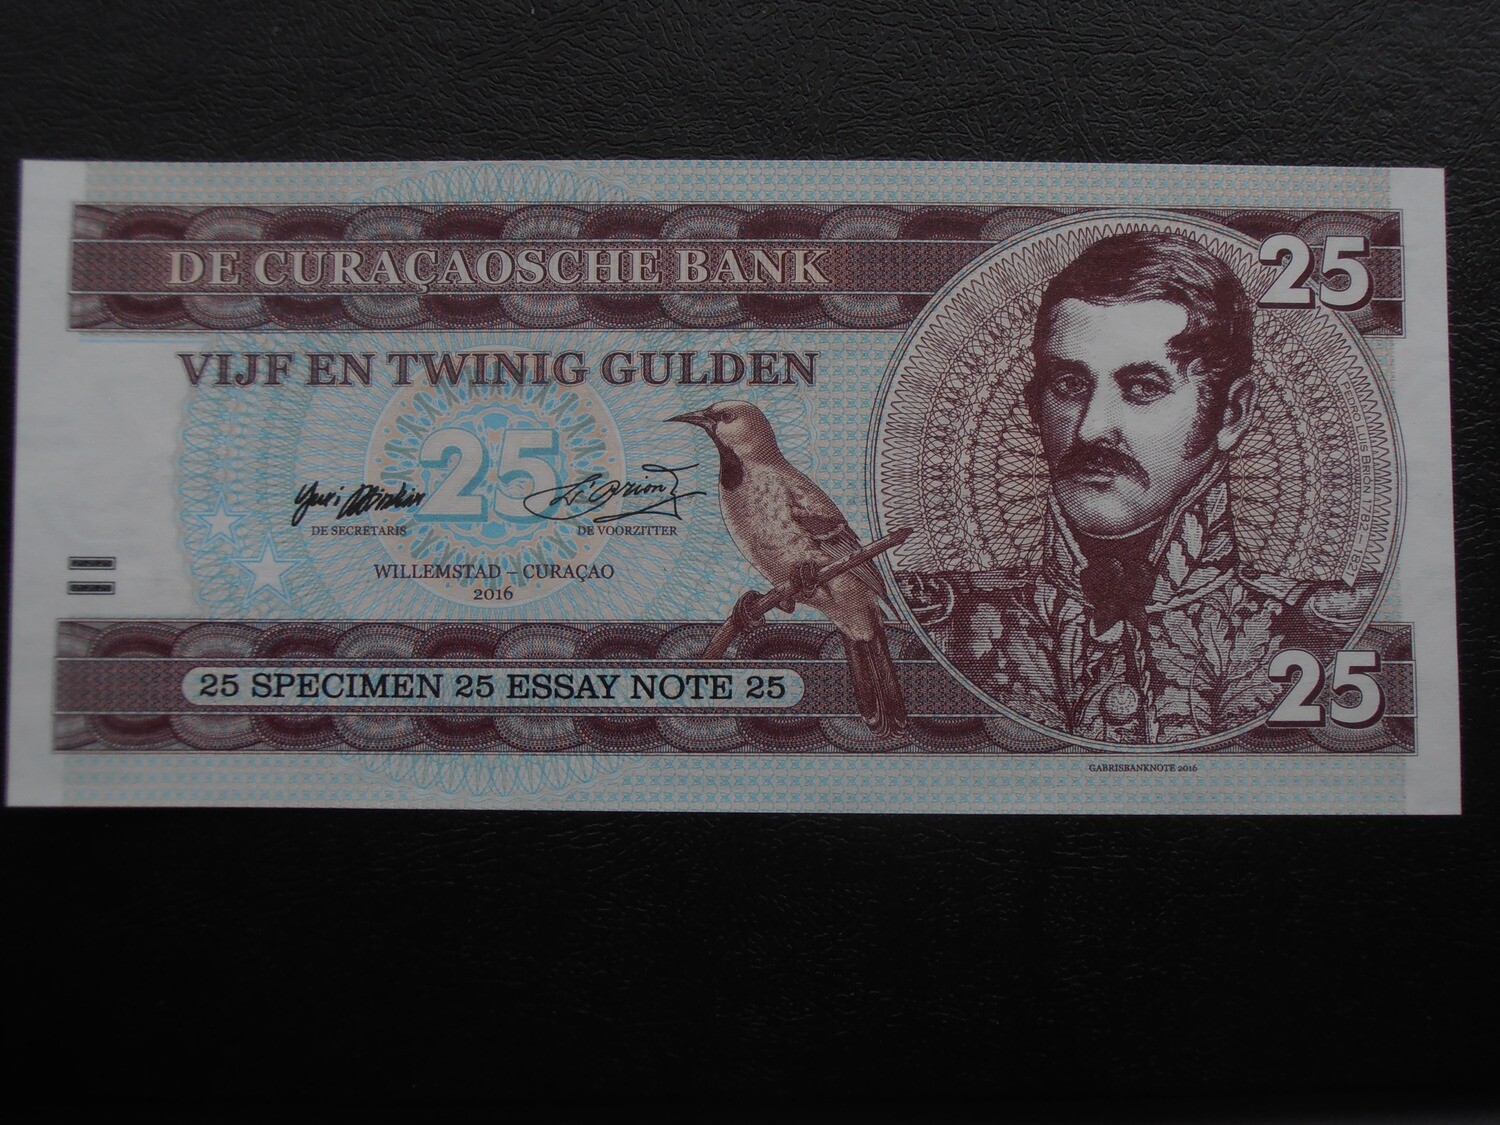 DE CURAÇAOSCHE BANK
25
VIJF EN TWINIG GULDEN
25
DE SECRETARIS
DE VOORZITTER
WILLEMSTAD – CURAÇAO
2016
25 SPECIMEN 25 ESSAY NOTE 25
25
GABRISBANKNOTE 2016